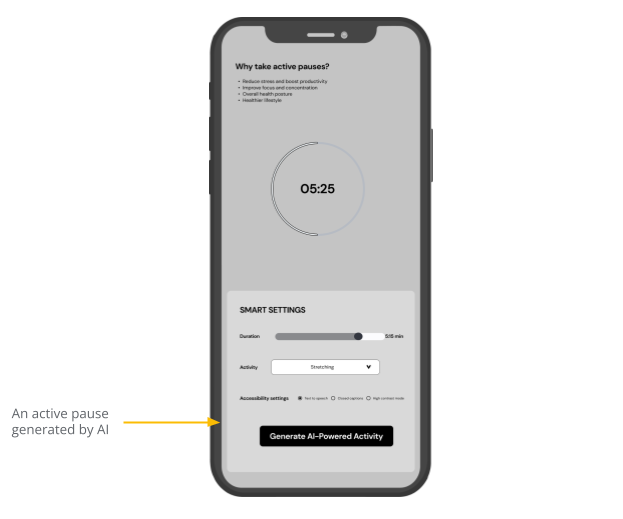 Why take active pauses?
• Reduce stress and boost productivity
• Improve focus and concentration
• Overall health posture
• Healthier lifestyle
05:25
SMART SETTINGS
Duration 5:15 min
Activity Stretching
Accessibility settings Text to speech Closed captions High contrast mode
An active pause
generated by AI
Generate AI-Powered Activity